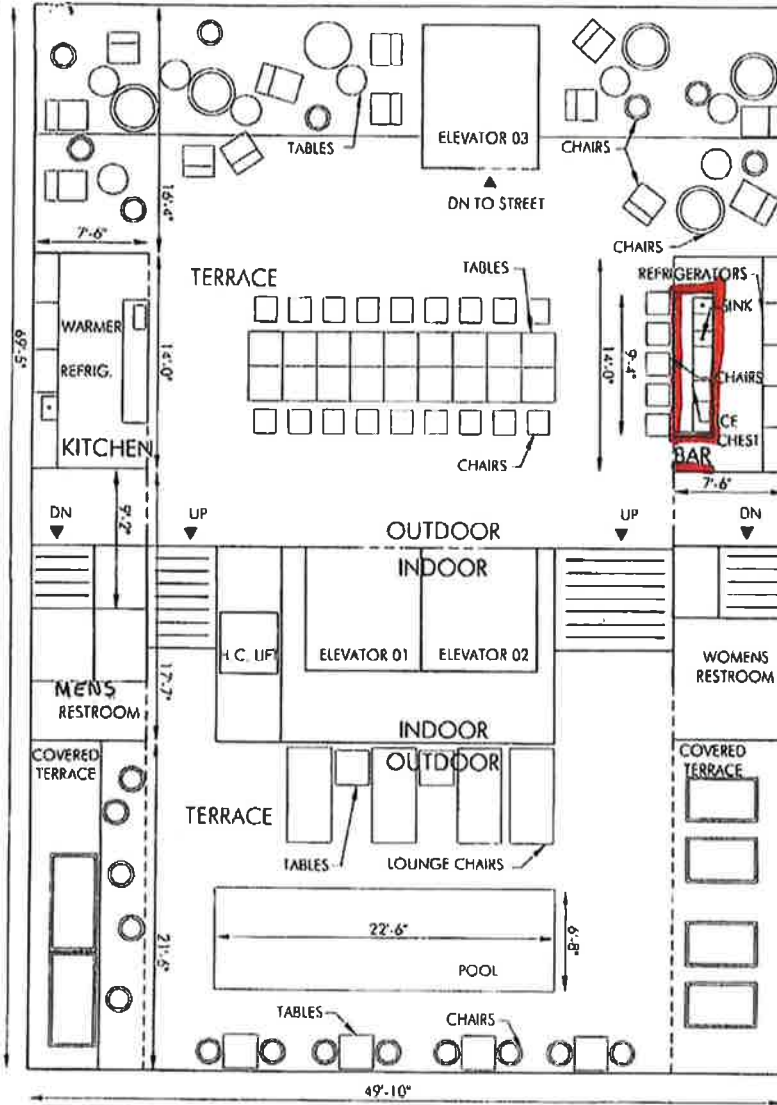 TABLES
ELEVATOR 03
CHAIRS
DN TO STREET
16'-4"
7'-6"
CHAIRS
TERRACE
TABLES
REFRIGERATORS
SINK
WARMER
REFRIG.
69'-5"
14'-0"
14'-0"
9'-4"
CHAIRS
ICE
CHEST
KITCHEN
CHAIRS
BAR
7'-6"
DN
UP
9'-2"
OUTDOOR
INDOOR
UP
DN
H.C. LIFT
ELEVATOR 01
ELEVATOR 02
WOMENS
RESTROOM
MENS
RESTROOM
17'-7"
INDOOR
OUTDOOR
COVERED
TERRACE
COVERED
TERRACE
TERRACE
TABLES
LOUNGE CHAIRS
22'-6"
6'-8"
21'-6"
POOL
TABLES
CHAIRS
49'-10"